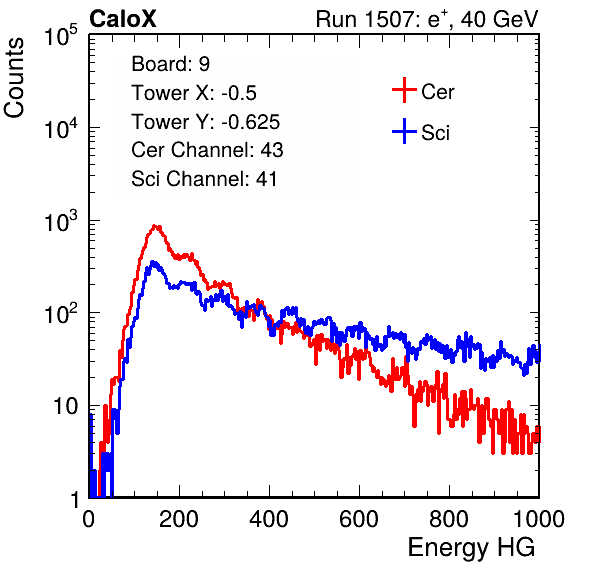 CaloX Run 1507: e⁺, 40 GeV
Counts
Board: 9
Tower X: -0.5
Tower Y: -0.625
Cer Channel: 43
Sci Channel: 41
Cer
Sci
10⁵
10⁴
10³
10²
10
1
0 200 400 600 800 1000
Energy HG